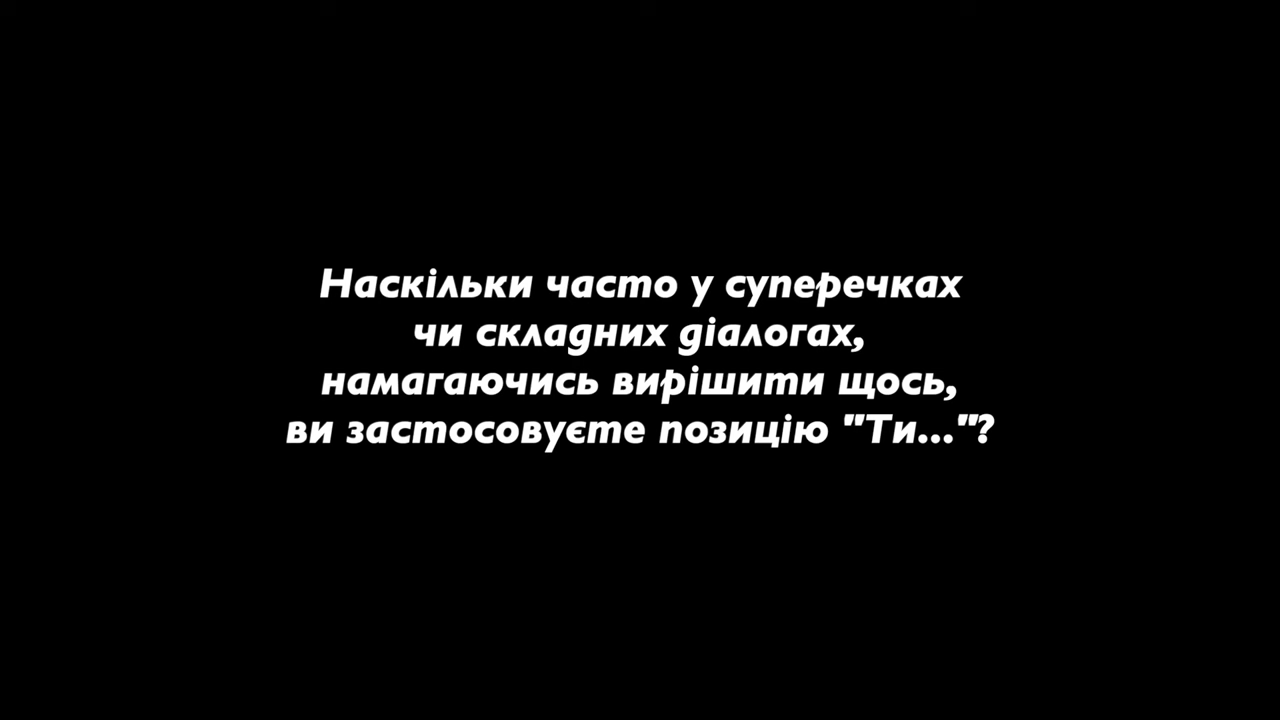 Наскільки часто у суперечках
чи складних діалогах,
намагаючись вирішити щось,
ви застосовуєте позицію "Ти..."?